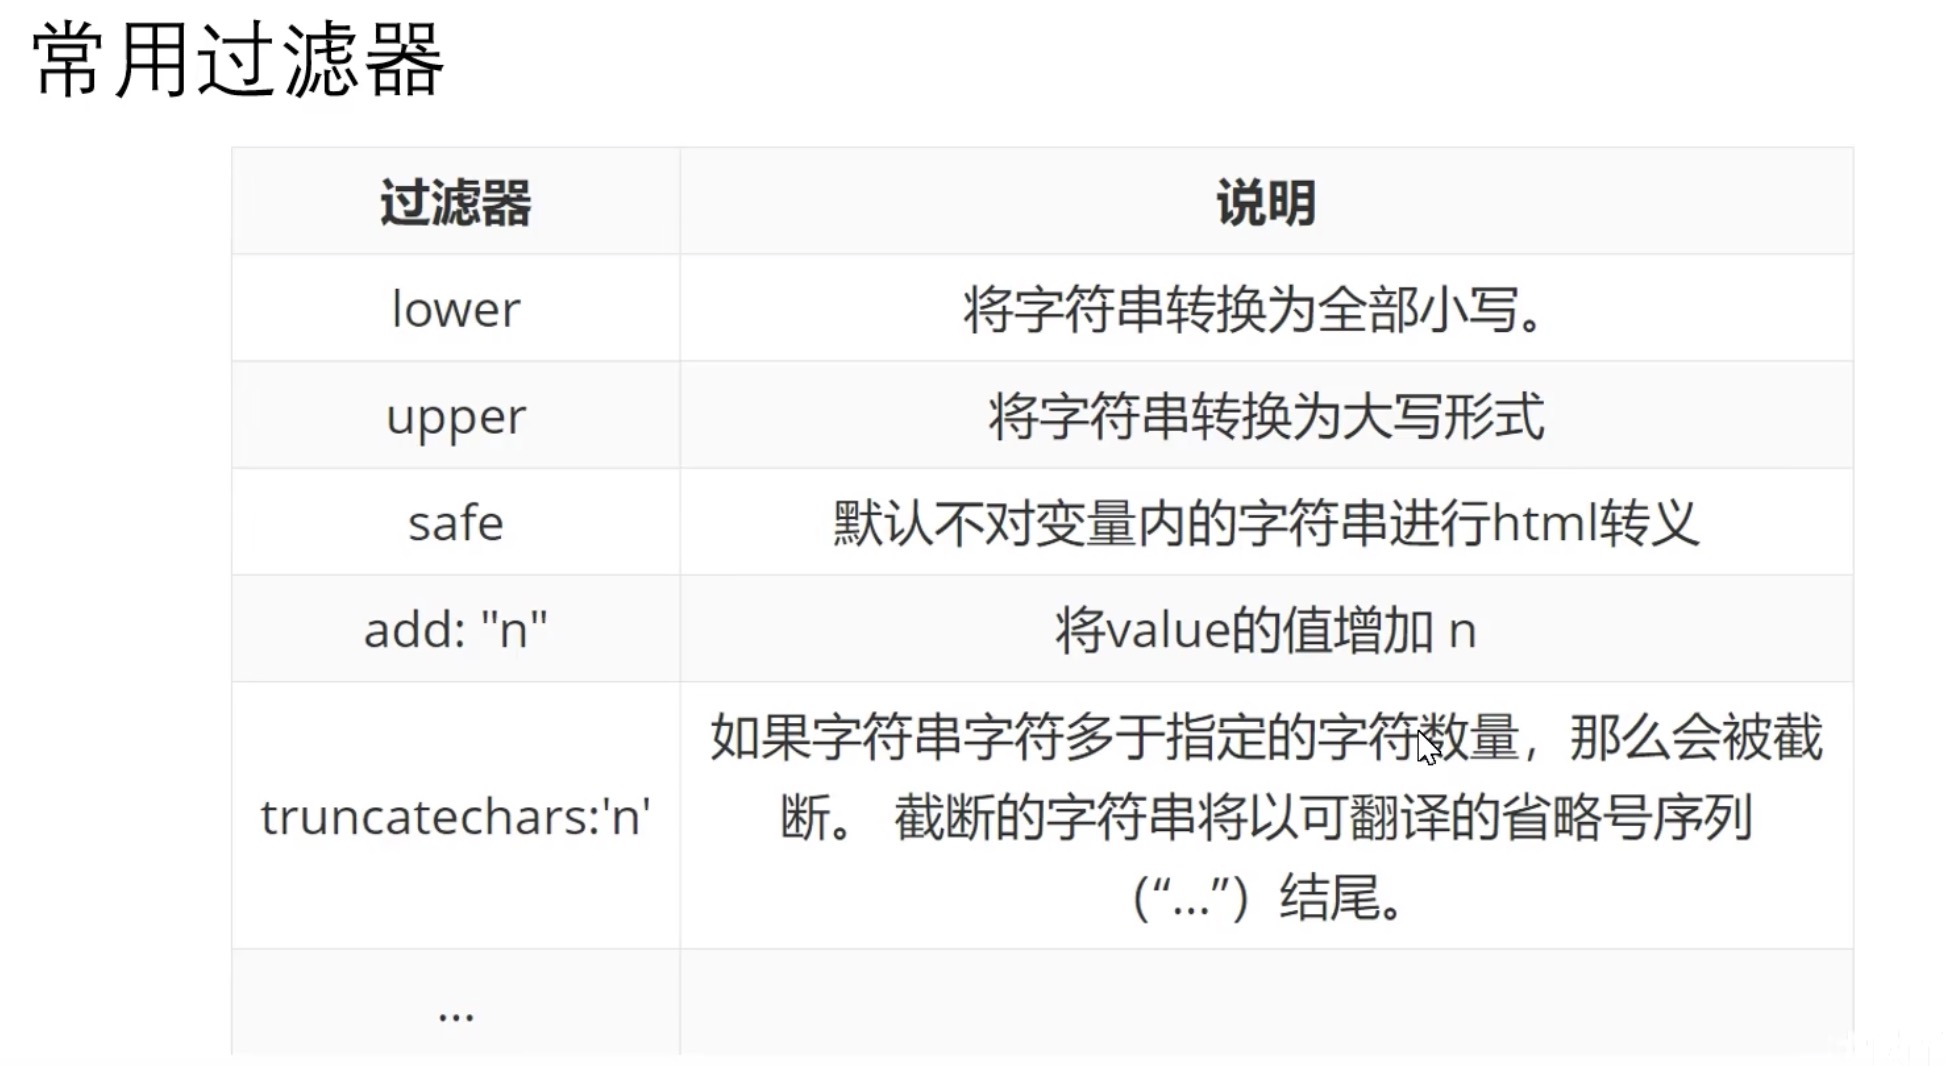 常用过滤器
过滤器 说明
lower 将字符串转换为全部小写。
upper 将字符串转换为大写形式
safe 默认不对变量内的字符串进行html转义
add: "n" 将value的值增加 n
truncatechars:'n' 如果字符串字符多于指定的字符数量，那么会被截
断。 截断的字符串将以可翻译的省略号序列
（“...”）结尾。
...